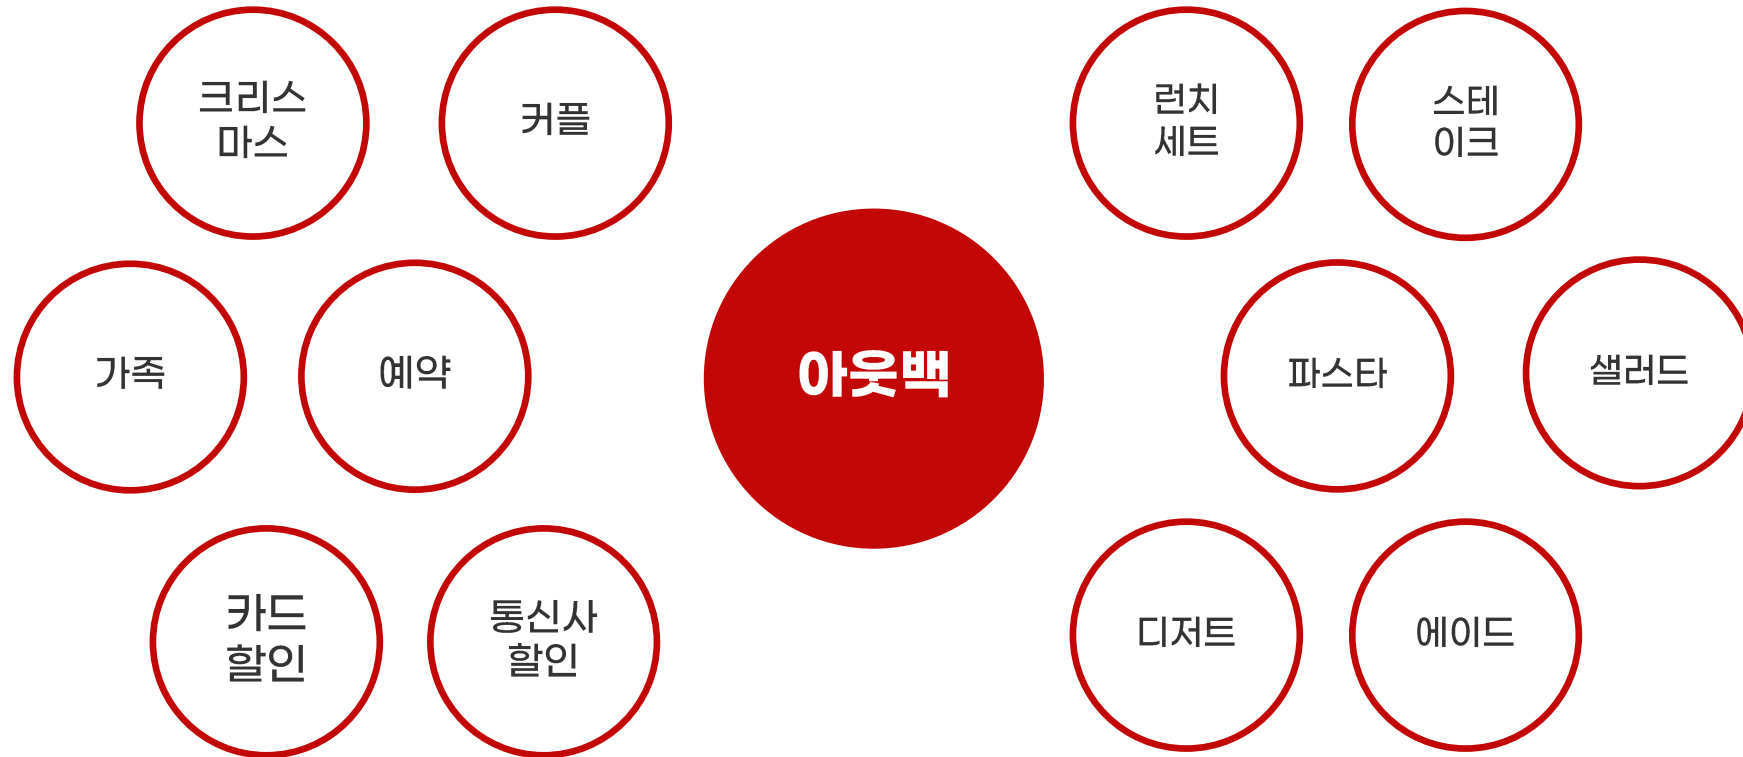 크리스
마스
커플
런치
세트
스테
이크
가족
예약
아웃백
파스타
샐러드
카드
할인
통신사
할인
디저트
에이드